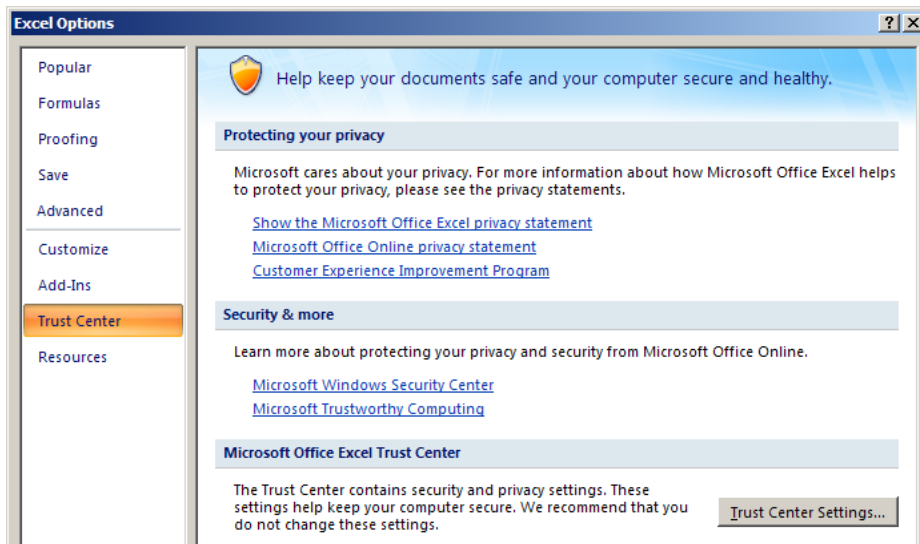 Excel Options
Popular
Formulas
Proofing
Save
Advanced
Customize
Add-Ins
Trust Center
Resources
Help keep your documents safe and your computer secure and healthy.
Protecting your privacy
Microsoft cares about your privacy. For more information about how Microsoft Office Excel helps
to protect your privacy, please see the privacy statements.
Show the Microsoft Office Excel privacy statement
Microsoft Office Online privacy statement
Customer Experience Improvement Program
Security & more
Learn more about protecting your privacy and security from Microsoft Office Online.
Microsoft Windows Security Center
Microsoft Trustworthy Computing
Microsoft Office Excel Trust Center
The Trust Center contains security and privacy settings. These
settings help keep your computer secure. We recommend that you
do not change these settings.
Trust Center Settings...